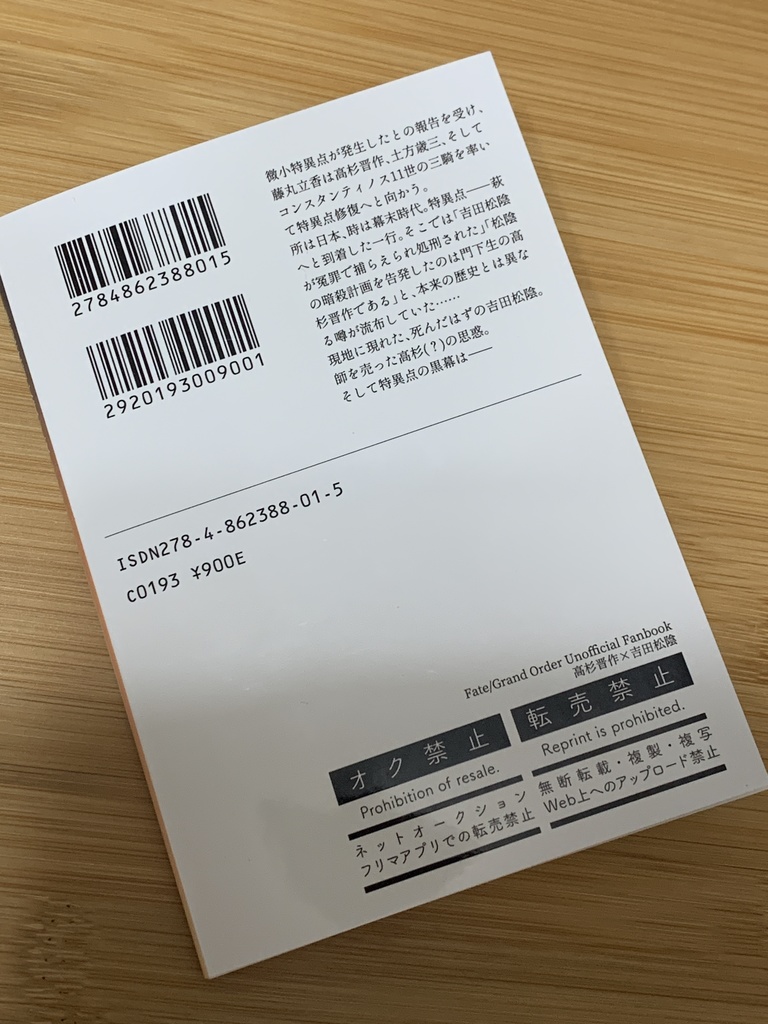 微小特異点が発生したとの報告を受け、
藤丸立香は高杉晋作、土方歳三、そして
コンスタンティノス11世の三騎を率い
て特異点修復へと向かう。
所は日本、時は幕末時代。特異点——萩
へと到着した一行。そこでは「吉田松陰
が冤罪で捕らえられ処刑された」「松陰
の暗殺計画を告発したのは門下生の高
杉晋作である」と、本来の歴史とは異な
る噂が流布していた……
現地に現れた、死んだはずの吉田松陰。
師を売った高杉(？)の思惑。
そして特異点の黒幕は——
2784862388015
2920193009001
ISDN278-4-862388-01-5
C0193 ¥900E
Fate/Grand Order Unofficial Fanbook
高杉晋作×吉田松陰
オク禁止
Prohibition of resale.
ネットオークション
フリマアプリでの転売禁止
転売禁止
Reprint is prohibited.
無断転載・複製・複写
Web上へのアップロード禁止